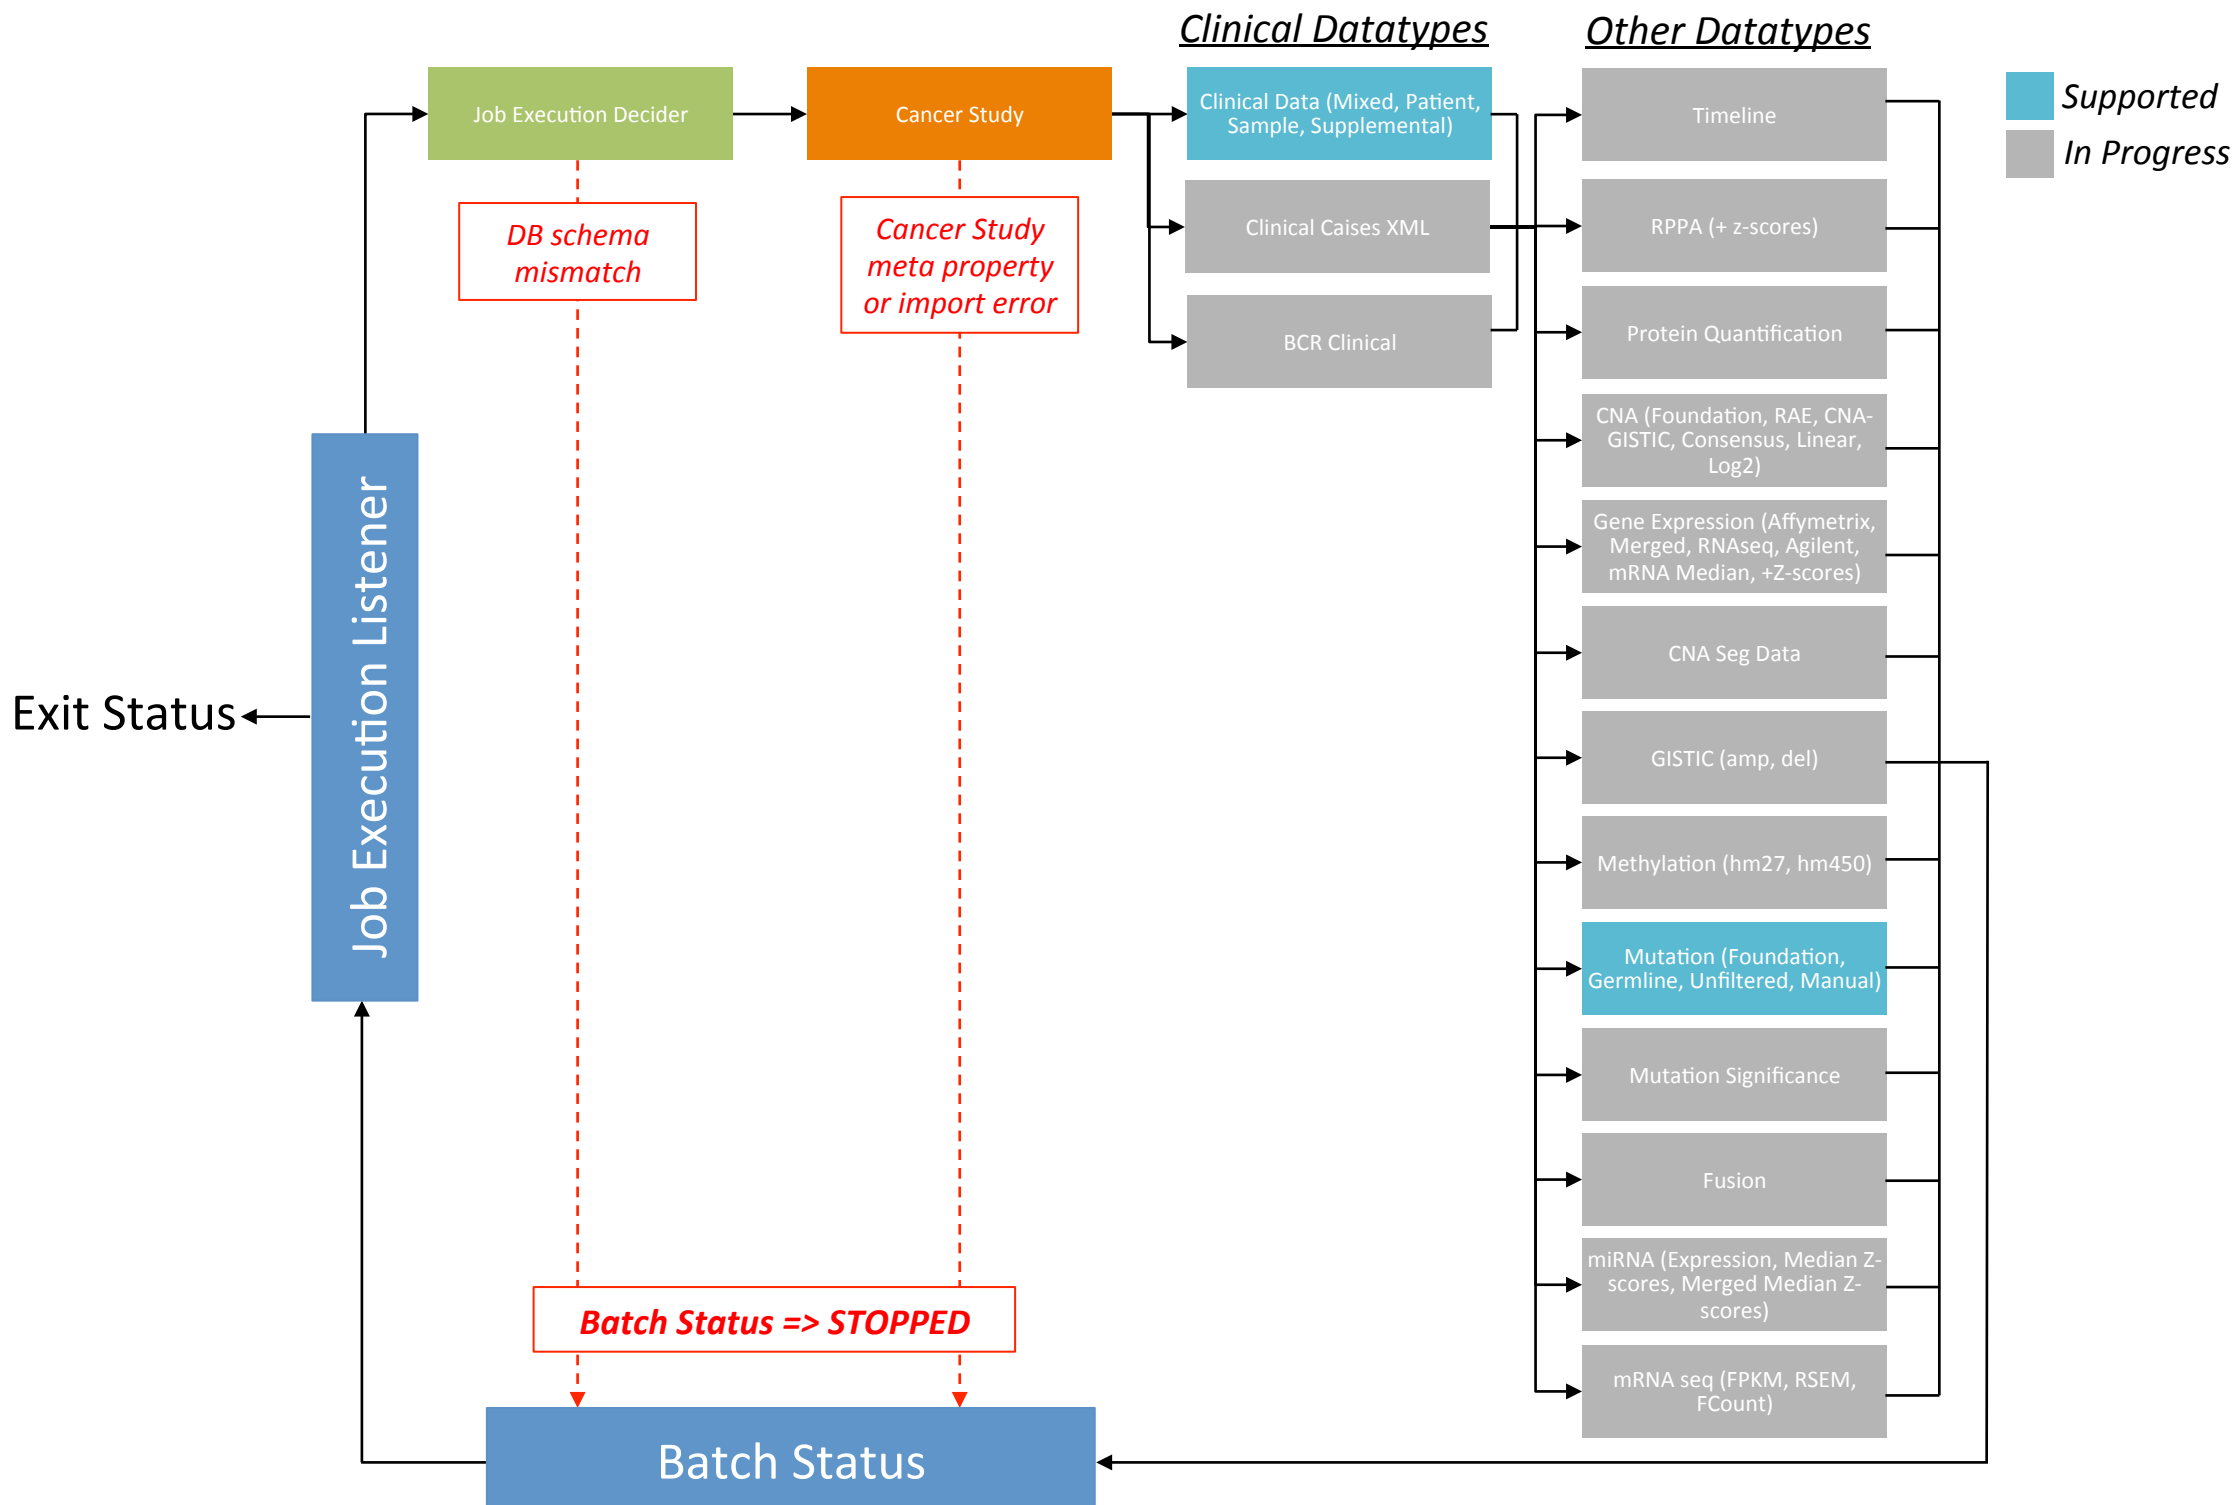 Clinical Datatypes
Other Datatypes
Supported
In Progress
Job Execution Decider
Cancer Study
Clinical Data (Mixed, Patient,
Sample, Supplemental)
Clinical Caises XML
BCR Clinical
DB schema
mismatch
Cancer Study
meta property
or import error
Timeline
RPPA (+ z-scores)
Protein Quantification
CNA (Foundation, RAE, CNA-
GISTIC, Consensus, Linear,
Log2)
Gene Expression (Affymetrix,
Merged, RNAseq, Agilent,
mRNA Median, +Z-scores)
CNA Seg Data
GISTIC (amp, del)
Methylation (hm27, hm450)
Mutation (Foundation,
Germline, Unfiltered, Manual)
Mutation Significance
Fusion
miRNA (Expression, Median Z-
scores, Merged Median Z-
scores)
mRNA seq (FPKM, RSEM,
FCount)
Job Execution Listener
Exit Status
Batch Status => STOPPED
Batch Status